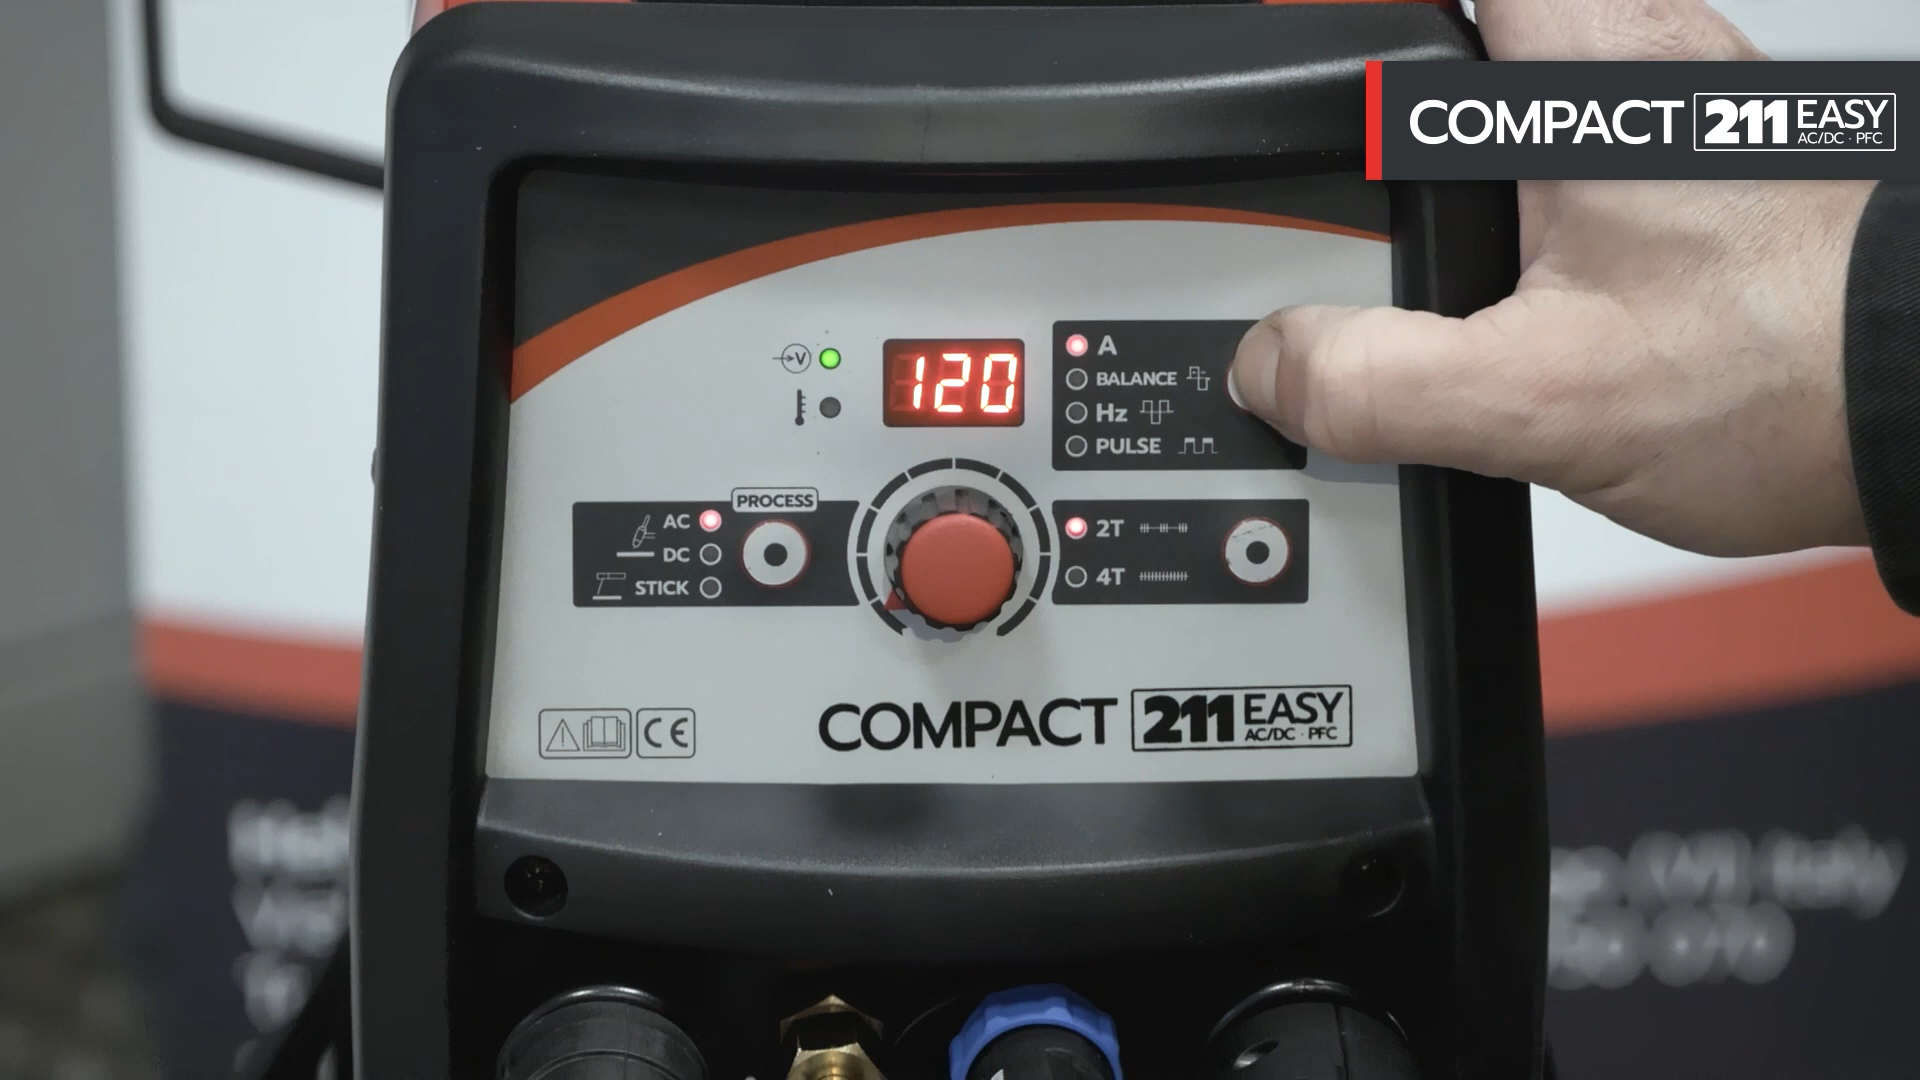 COMPACT 211 EASY
AC/DC · PFC
V
120
A
BALANCE
Hz
PULSE
PROCESS
AC
DC
STICK
2T
4T
COMPACT 211 EASY
AC/DC · PFC
CE